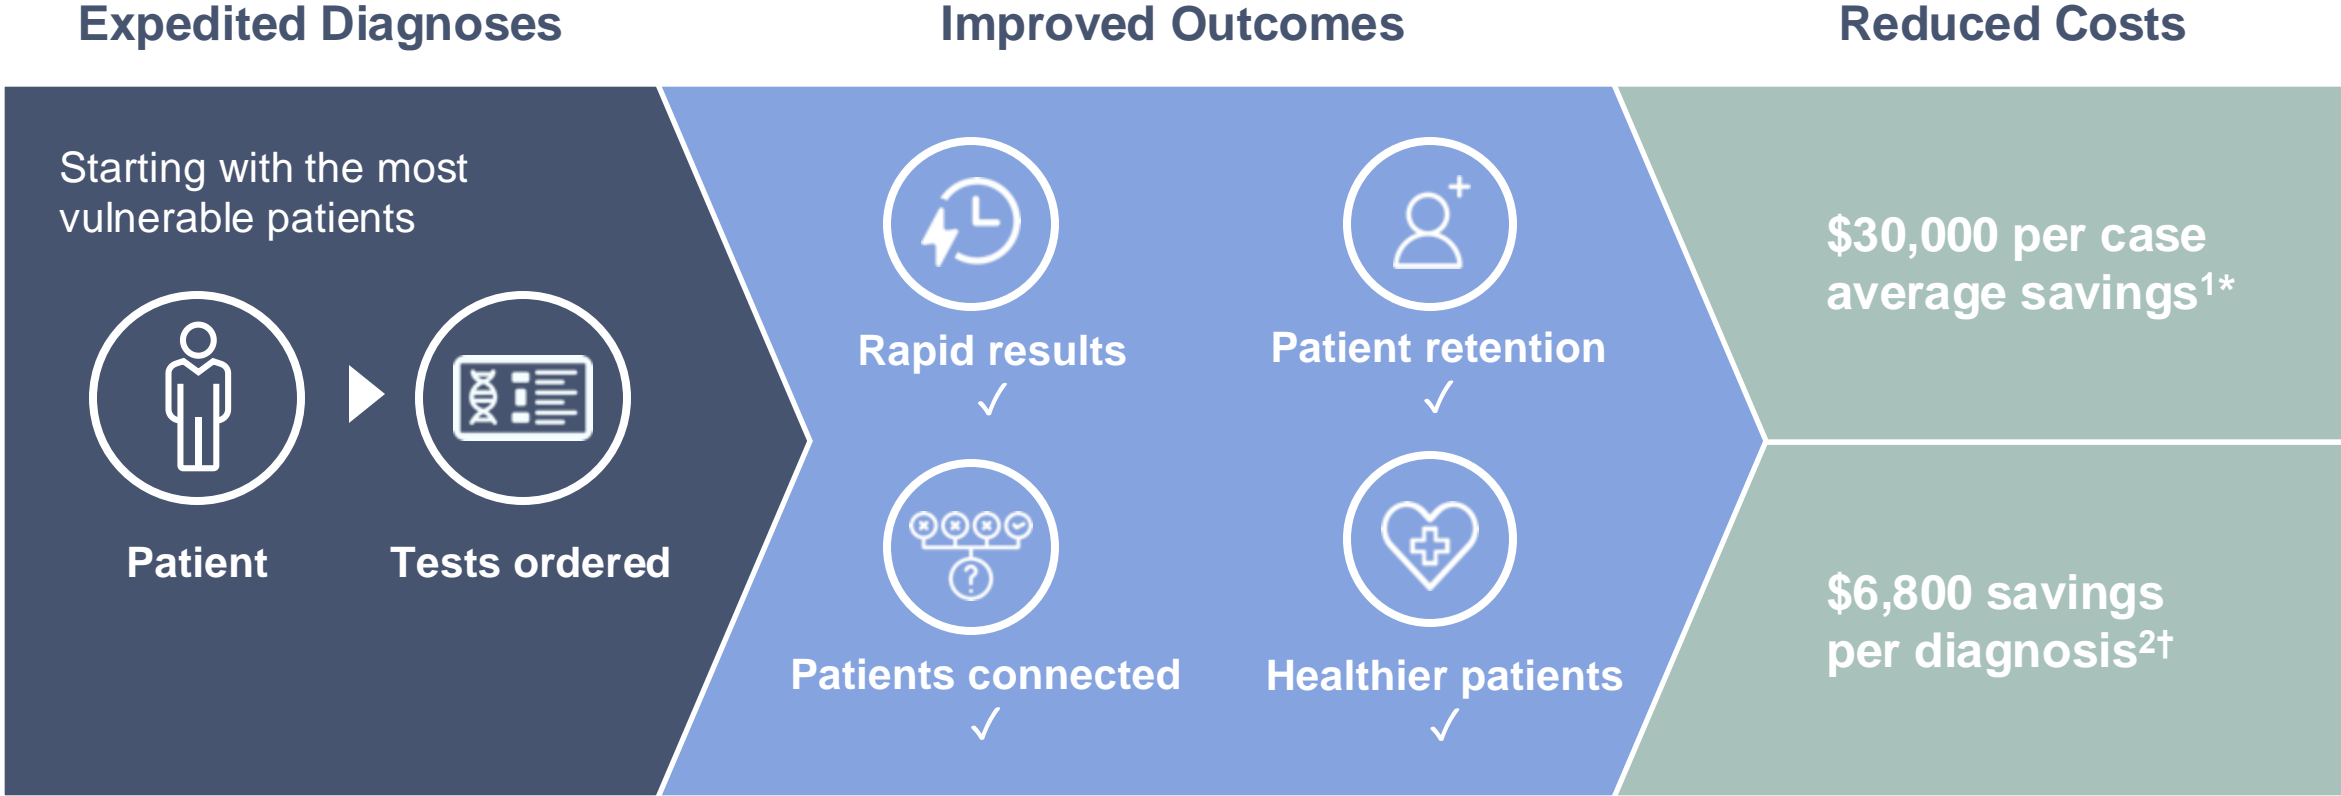 Expedited Diagnoses
Improved Outcomes
Reduced Costs
Starting with the most
vulnerable patients
Patient
Tests ordered
Rapid results
✓
Patient retention
✓
Patients connected
✓
Healthier patients
✓
$30,000 per case
average savings¹*
$6,800 savings
per diagnosis²†